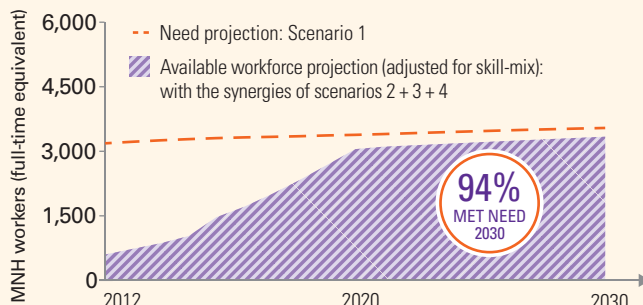 MNH workers (full-time equivalent)
6,000
4,500
3,000
1,500
0
Need projection: Scenario 1
Available workforce projection (adjusted for skill-mix):
with the synergies of scenarios 2 + 3 + 4
94%
MET NEED
2030
2012
2020
2030